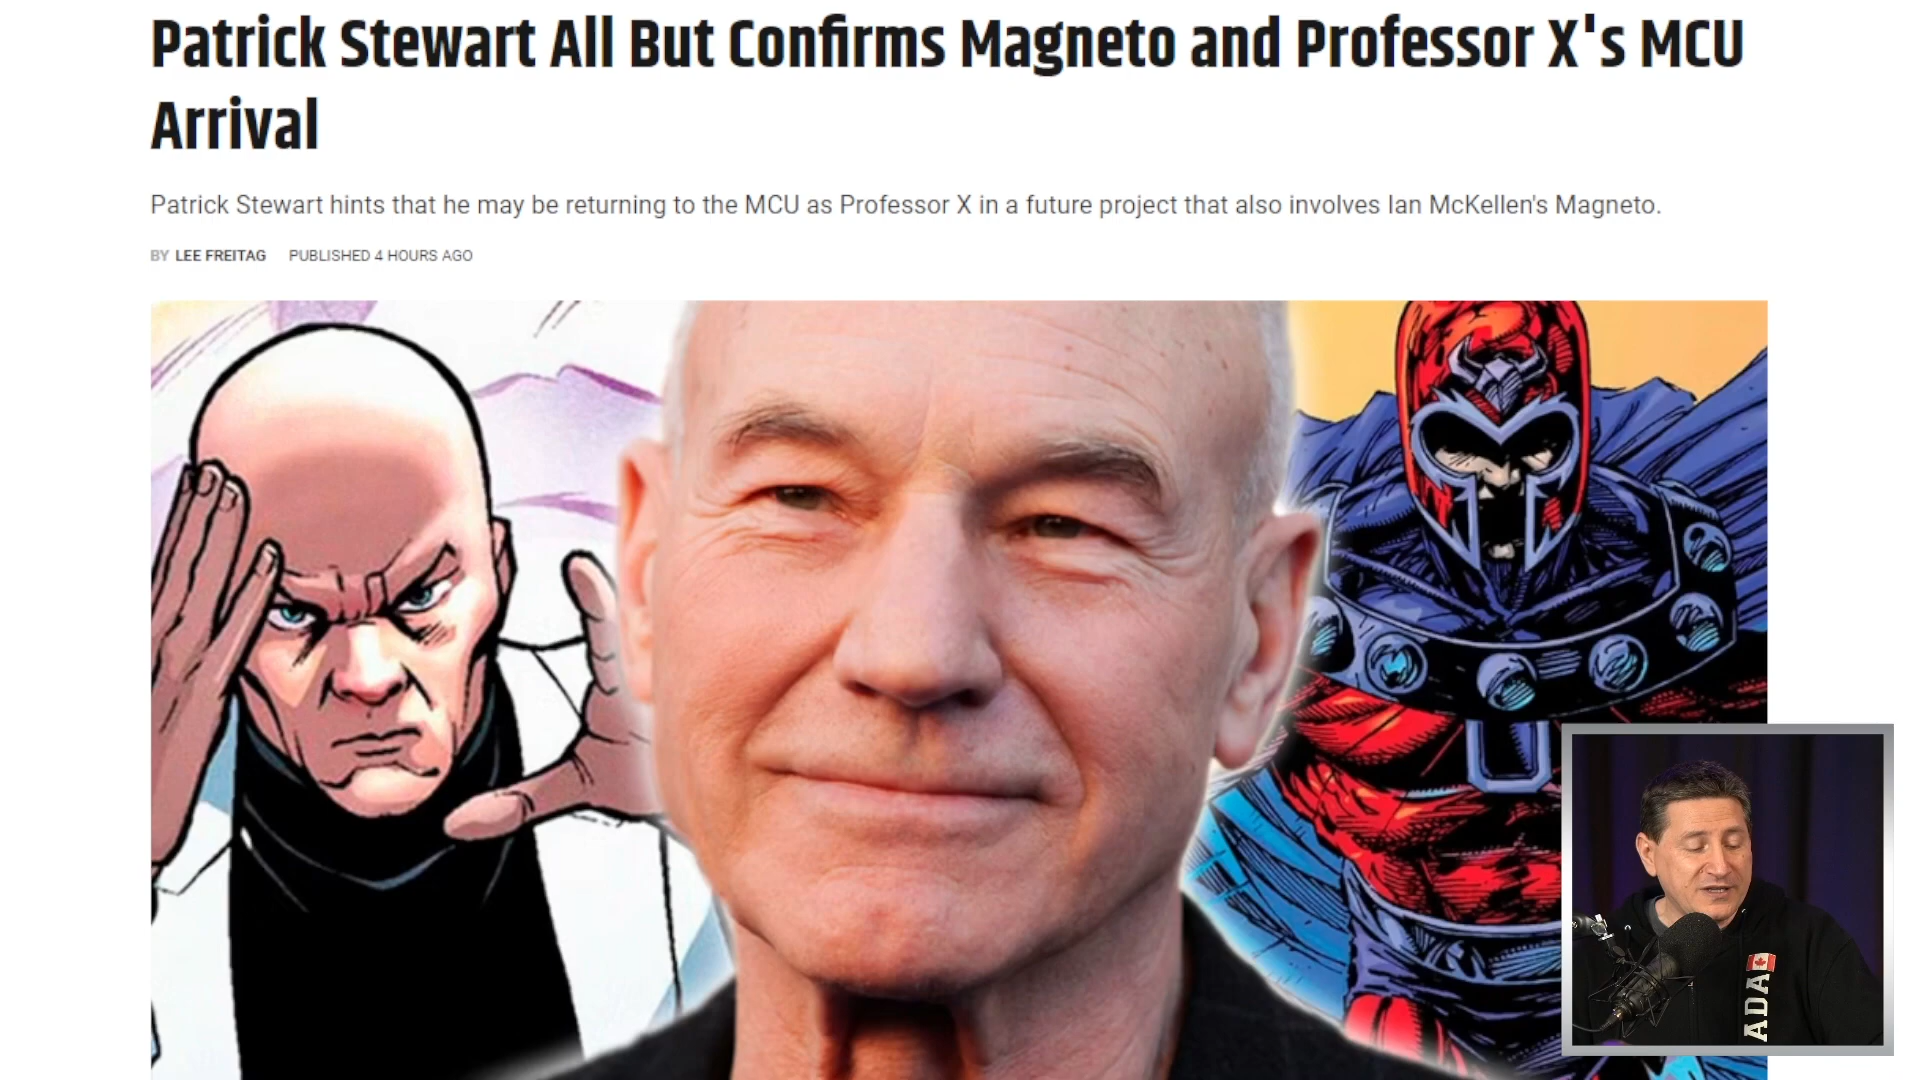 Patrick Stewart All But Confirms Magneto and Professor X's MCU
Arrival
Patrick Stewart hints that he may be returning to the MCU as Professor X in a future project that also involves Ian McKellen's Magneto.
BY LEE FREITAG PUBLISHED 4 HOURS AGO
ADA